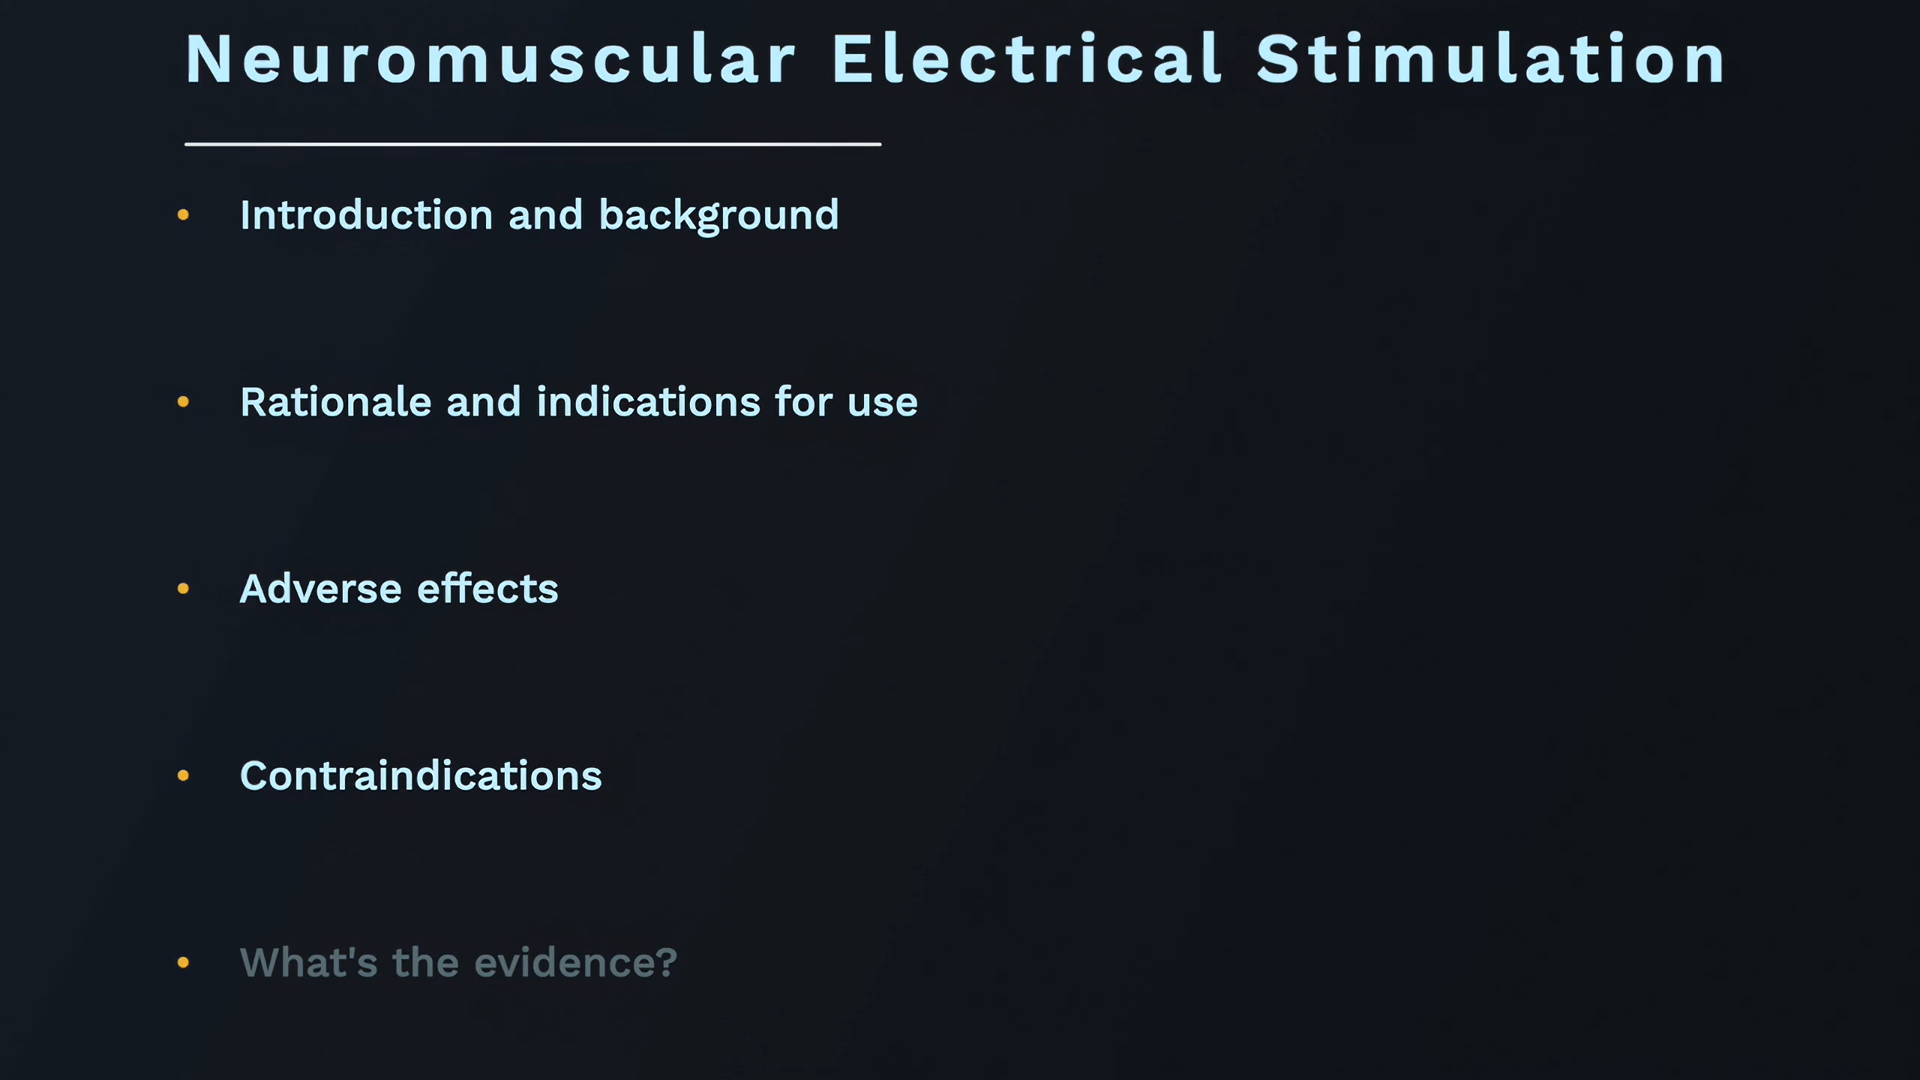 Neuromuscular Electrical Stimulation
• Introduction and background
• Rationale and indications for use
• Adverse effects
• Contraindications
• What's the evidence?